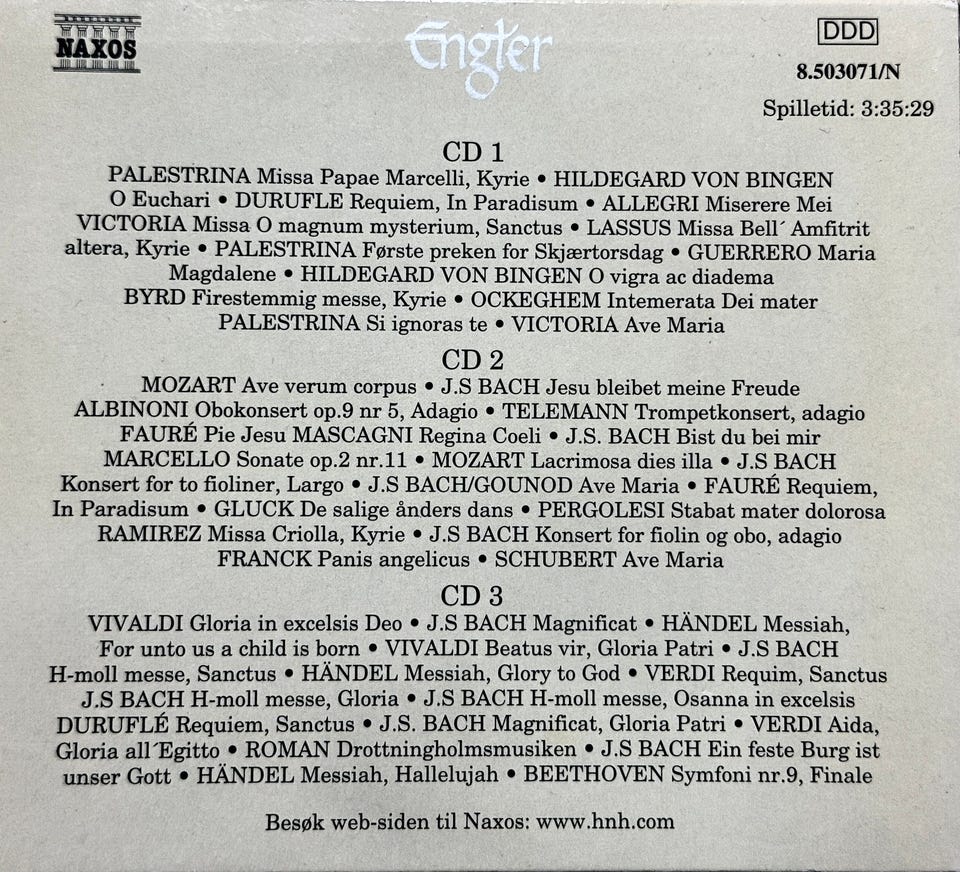 NAXOS
Engler
DDD
8.503071/N
Spilletid: 3:35:29
CD 1
PALESTRINA Missa Papae Marcelli, Kyrie • HILDEGARD VON BINGEN
O Euchari • DURUFLE Requiem, In Paradisum • ALLEGRI Miserere Mei
VICTORIA Missa O magnum mysterium, Sanctus • LASSUS Missa Bell´ Amfitrit
altera, Kyrie • PALESTRINA Første preken for Skjærtorsdag • GUERRERO Maria
Magdalene • HILDEGARD VON BINGEN O vigra ac diadema
BYRD Firestemmig messe, Kyrie • OCKEGHEM Intemerata Dei mater
PALESTRINA Si ignoras te • VICTORIA Ave Maria
CD 2
MOZART Ave verum corpus • J.S BACH Jesu bleibet meine Freude
ALBINONI Obokonsert op.9 nr 5, Adagio • TELEMANN Trompetkonsert, adagio
FAURÉ Pie Jesu MASCAGNI Regina Coeli • J.S. BACH Bist du bei mir
MARCELLO Sonate op.2 nr.11 • MOZART Lacrimosa dies illa • J.S BACH
Konsert for to fioliner, Largo • J.S BACH/GOUNOD Ave Maria • FAURÉ Requiem,
In Paradisum • GLUCK De salige ånders dans • PERGOLESI Stabat mater dolorosa
RAMIREZ Missa Criolla, Kyrie • J.S BACH Konsert for fiolin og obo, adagio
FRANCK Panis angelicus • SCHUBERT Ave Maria
CD 3
VIVALDI Gloria in excelsis Deo • J.S BACH Magnificat • HÄNDEL Messiah,
For unto us a child is born • VIVALDI Beatus vir, Gloria Patri • J.S BACH
H-moll messe, Sanctus • HÄNDEL Messiah, Glory to God • VERDI Requim, Sanctus
J.S BACH H-moll messe, Gloria • J.S BACH H-moll messe, Osanna in excelsis
DURUFLÉ Requiem, Sanctus • J.S. BACH Magnificat, Gloria Patri • VERDI Aida,
Gloria all´Egitto • ROMAN Drottningholmsmusiken • J.S BACH Ein feste Burg ist
unser Gott • HÄNDEL Messiah, Hallelujah • BEETHOVEN Symfoni nr.9, Finale
Besøk web-siden til Naxos: www.hnh.com